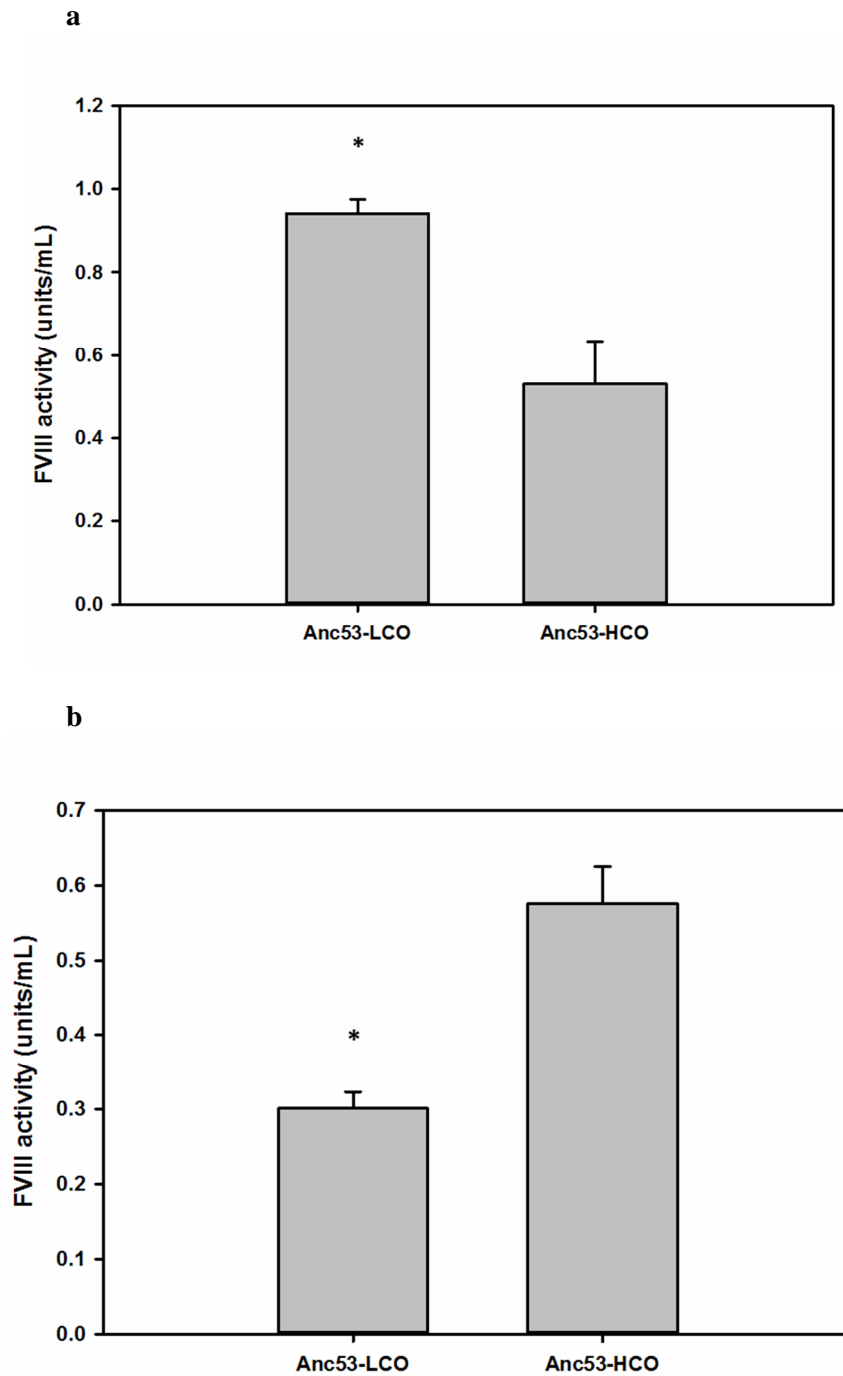 a
1.2
1.0
0.8
0.6
0.4
0.2
0.0
FVIII activity (units/mL)
*
Anc53-LCO Anc53-HCO
b
0.7
0.6
0.5
0.4
0.3
0.2
0.1
0.0
FVIII activity (units/mL)
*
Anc53-LCO Anc53-HCO